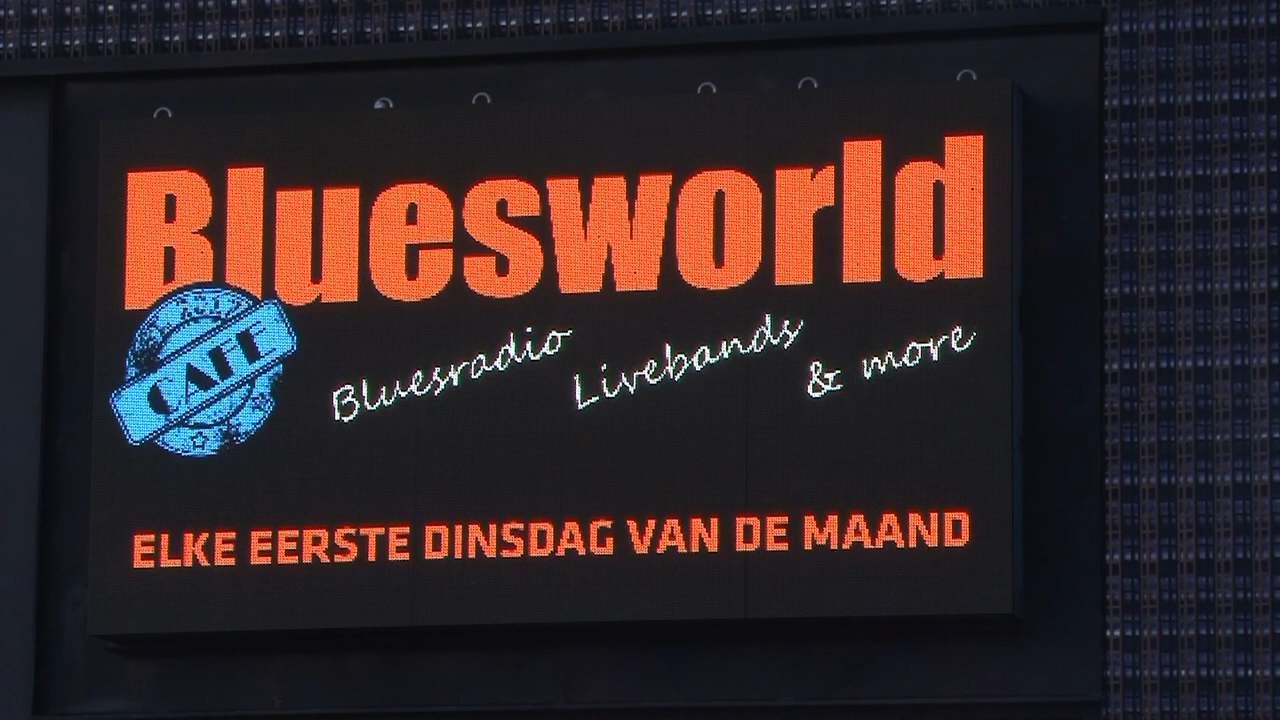 Bluesworld
CAFE
Bluesradio Livebands & more
ELKE EERSTE DINSDAG VAN DE MAAND